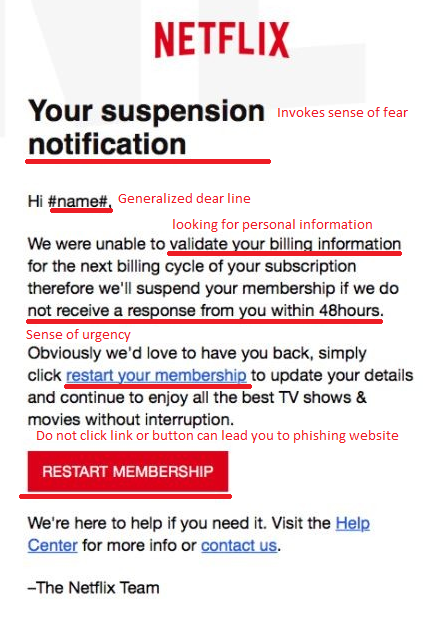 NETFLIX
Your suspension Invokes sense of fear
notification
Hi #name#, Generalized dear line
looking for personal information
We were unable to validate your billing information
for the next billing cycle of your subscription
therefore we'll suspend your membership if we do
not receive a response from you within 48hours.
Sense of urgency
Obviously we'd love to have you back, simply
click restart your membership to update your details
and continue to enjoy all the best TV shows &
movies without interruption.
Do not click link or button can lead you to phishing website
RESTART MEMBERSHIP
We're here to help if you need it. Visit the Help
Center for more info or contact us.
–The Netflix Team